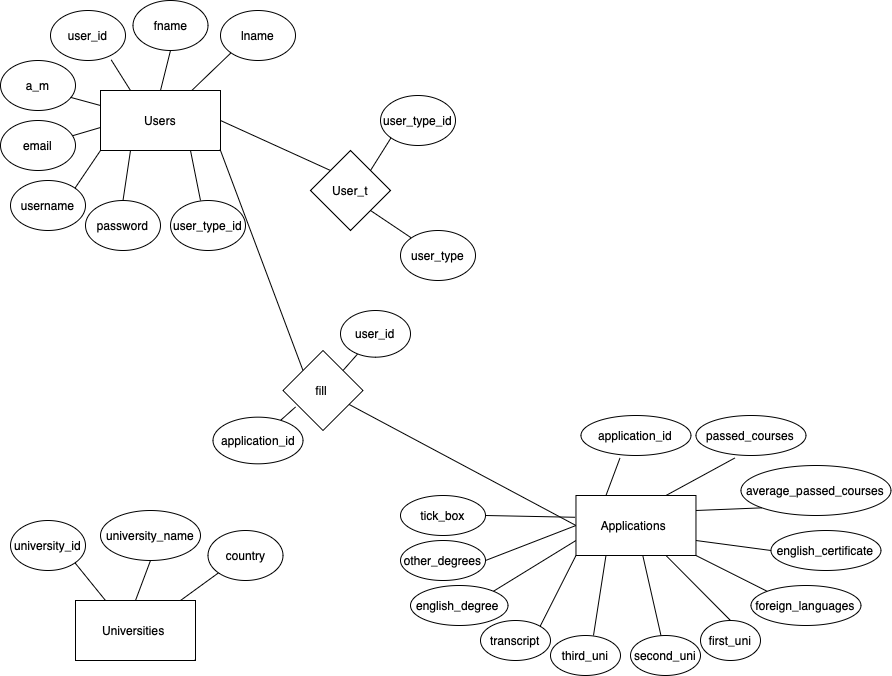 fname
user_id
lname
a_m
Users
user_type_id
email
User_t
username
password
user_type_id
user_type
user_id
fill
application_id
application_id
passed_courses
average_passed_courses
tick_box
Applications
university_name
university_id
country
english_certificate
other_degrees
english_degree
foreign_languages
Universities
transcript
third_uni
second_uni
first_uni